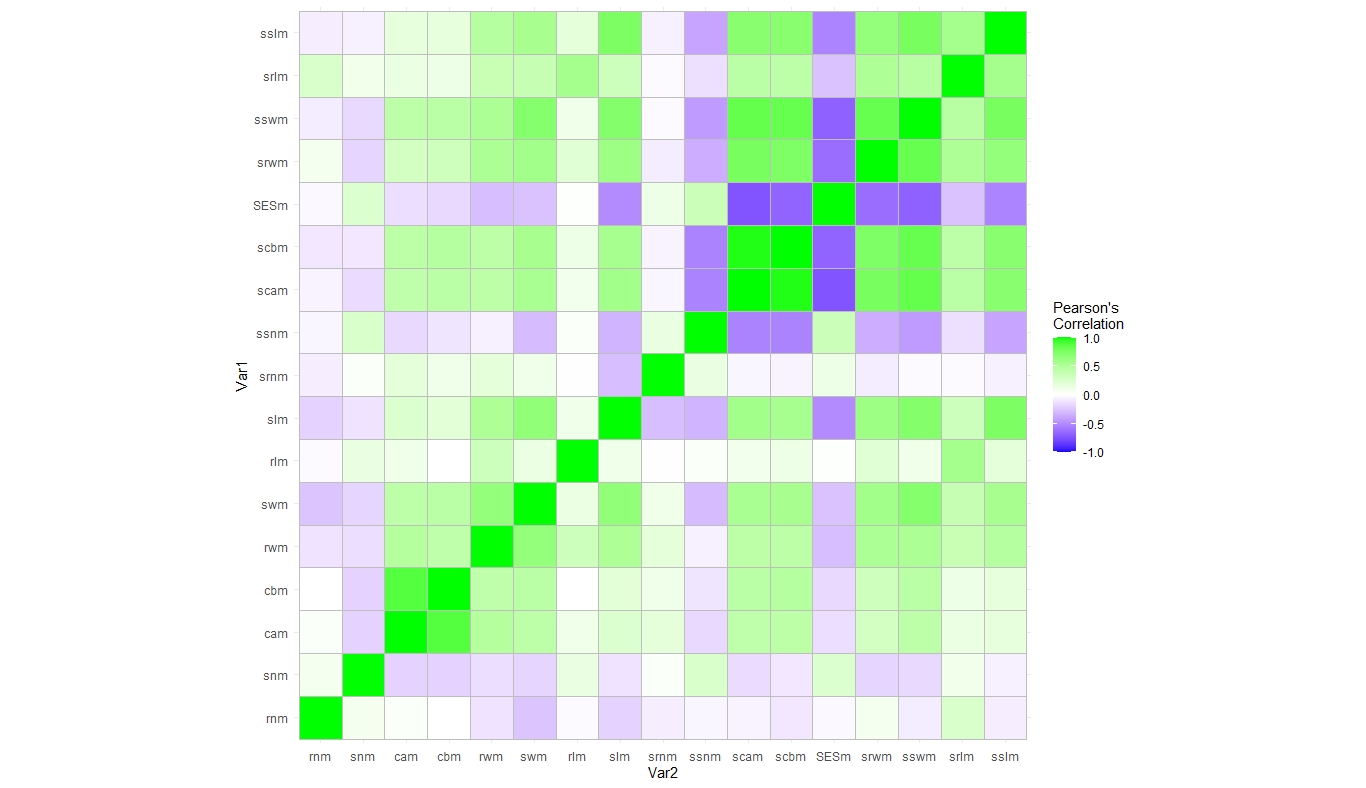 sslm
srlm
sswm
srwm
SESm
scbm
scam
ssnm
srnm
slm
rlm
swm
rwm
cbm
cam
snm
rnm
Var1
rnm snm cam cbm rwm swm rlm slm srnm ssnm scam scbm SESm srwm sswm srlm sslm
Var2
Pearson's
Correlation
1.0
0.5
0.0
-0.5
-1.0